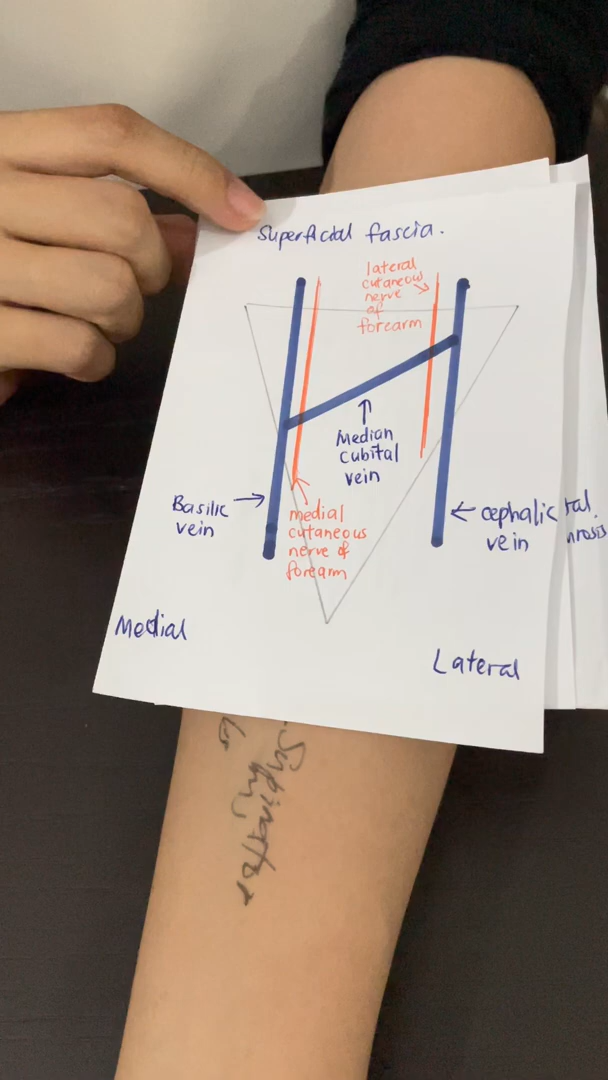 Superficial fascia.
lateral
cutaneous
nerve
of
forearm
Median
cubital
vein
Basilic
vein
medial
cutaneous
nerve of
forearm
cephalic
vein
Medial
Lateral
Supinator